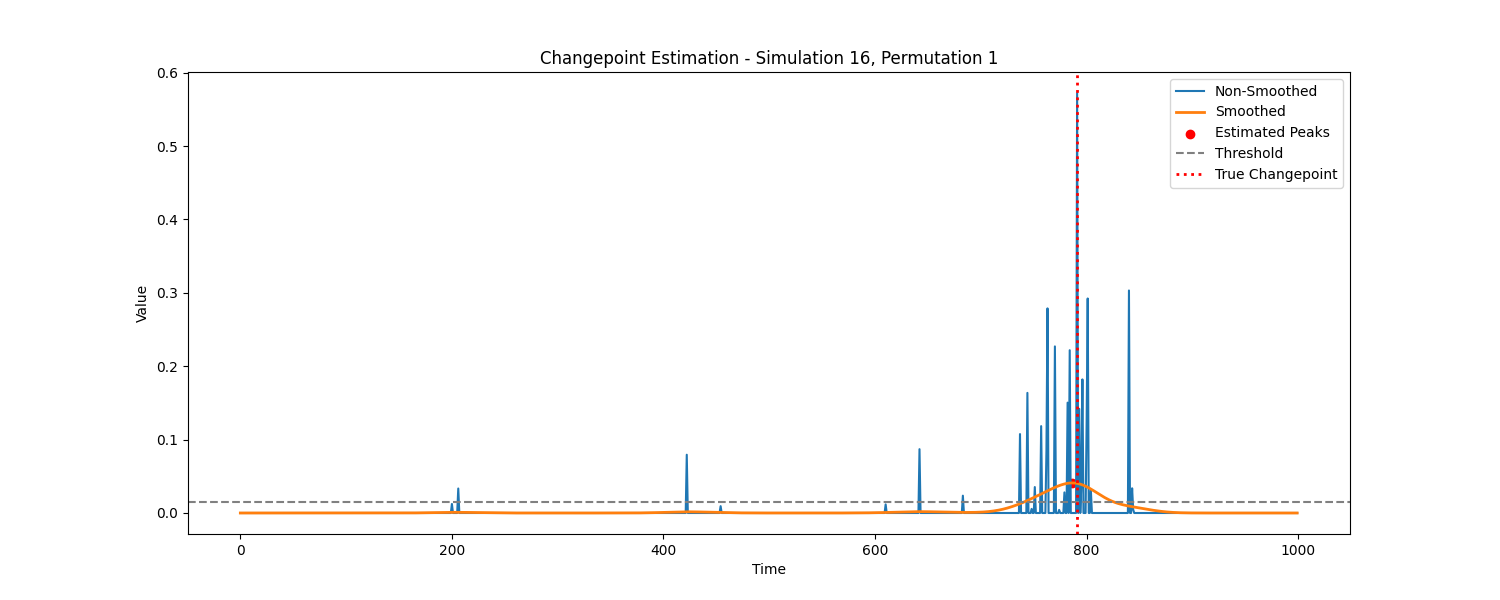 Changepoint Estimation - Simulation 16, Permutation 1
Non-Smoothed
Smoothed
Estimated Peaks
Threshold
True Changepoint
Value
0.6
0.5
0.4
0.3
0.2
0.1
0.0
0
200
400
600
800
1000
Time